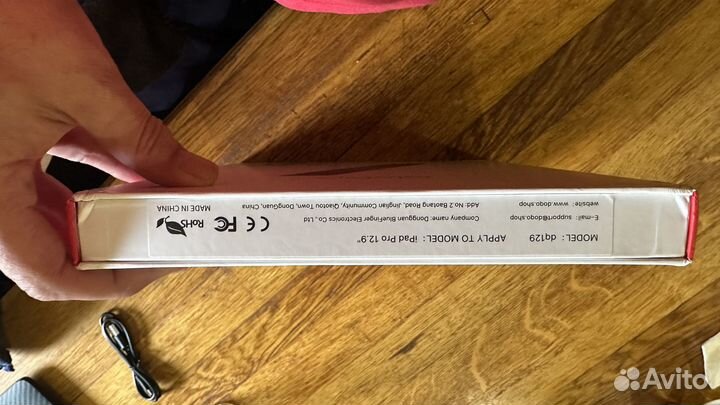 MODEL : dq129 APPLY TO MODEL : iPad Pro 12.9"
E-mail : support@doqo.shop Company name: Dongguan BlueFinger Electronics Co.,Ltd
website : www.doqo.shop Add: No.2 Baotang Road, Jinglian Community, Qiaotou Town, DongGuan, China
CE FC RoHS
MADE IN CHINA
Avito